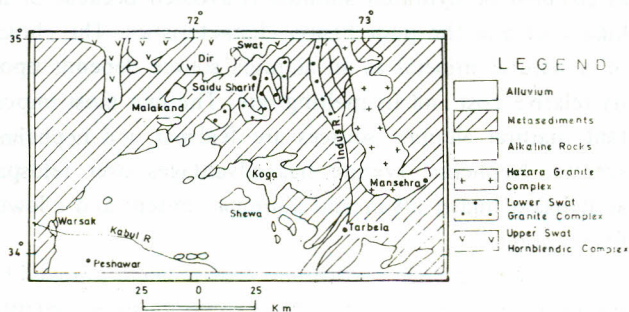 72°
73
35
Swat
Dir
Saidu Sharif
Malakand
Indus R
Koga
Mansehra
Shewa
Warsak
Kabul R
Tarbela
34
Peshawar
25 0 25
Km
LEGEND
Alluvium
Metasediments
Alkaline Rocks
Hazara Granite
Complex
Lower Swat
Granite Complex
Upper Swat
Hornblendic Complex